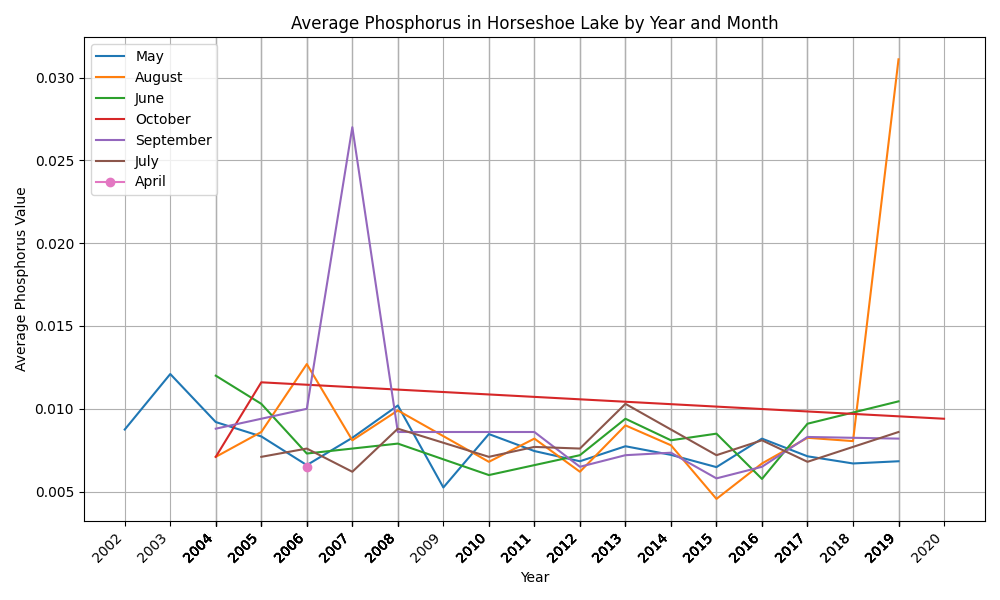 Average Phosphorus in Horseshoe Lake by Year and Month
May
August
June
October
September
July
April
0.030
0.025
0.020
0.015
0.010
0.005
Average Phosphorus Value
2002 2003 2004 2005 2006 2007 2008 2009 2010 2011 2012 2013 2014 2015 2016 2017 2018 2019 2020
Year